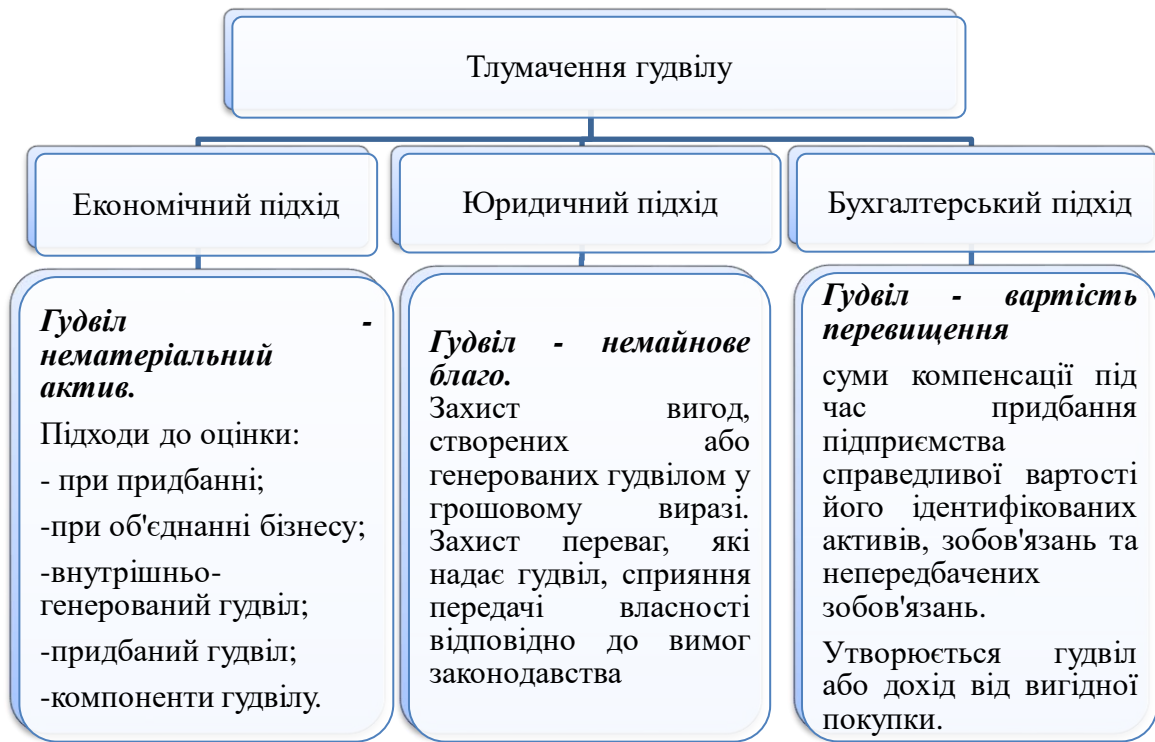 Тлумачення гудвілу
Економічний підхід
Юридичний підхід
Бухгалтерський підхід
Гудвіл -
нематеріальний
актив.
Підходи до оцінки:
- при придбанні;
-при об'єднанні бізнесу;
-внутрішньо-
генерований гудвіл;
-придбаний гудвіл;
-компоненти гудвілу.
Гудвіл - немайнове
благо.
Захист вигод,
створених або
генерованих гудвілом у
грошовому виразі.
Захист переваг, які
надає гудвіл, сприяння
передачі власності
відповідно до вимог
законодавства
Гудвіл - вартість
перевищення
суми компенсації під
час придбання
підприємства
справедливої вартості
його ідентифікованих
активів, зобов'язань та
непередбачених
зобов'язань.
Утворюється гудвіл
або дохід від вигідної
покупки.